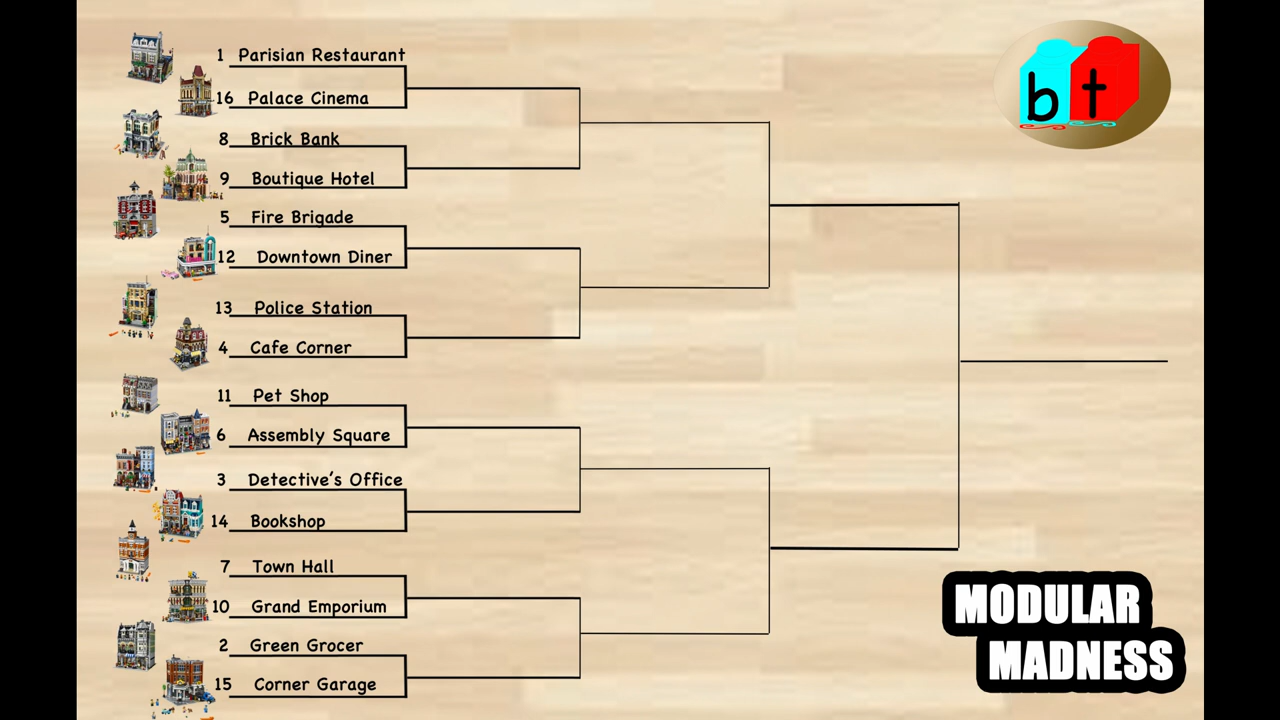 1 Parisian Restaurant
16 Palace Cinema
8 Brick Bank
9 Boutique Hotel
5 Fire Brigade
12 Downtown Diner
13 Police Station
4 Cafe Corner
11 Pet Shop
6 Assembly Square
3 Detective's Office
14 Bookshop
7 Town Hall
10 Grand Emporium
2 Green Grocer
15 Corner Garage
b t
MODULAR
MADNESS